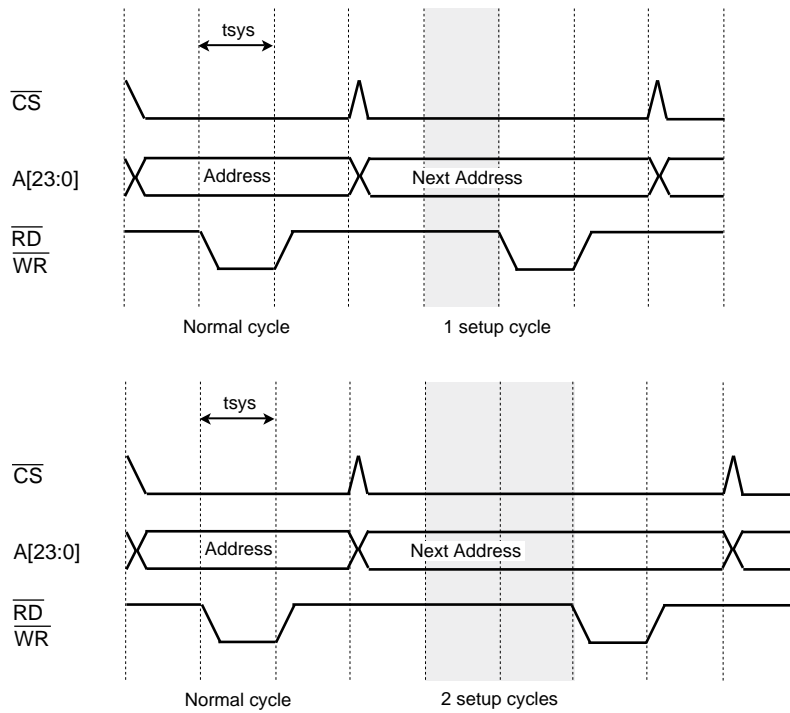 tsys
CS
A[23:0] Address Next Address
RD
WR
Normal cycle 1 setup cycle
tsys
CS
A[23:0] Address Next Address
RD
WR
Normal cycle 2 setup cycles